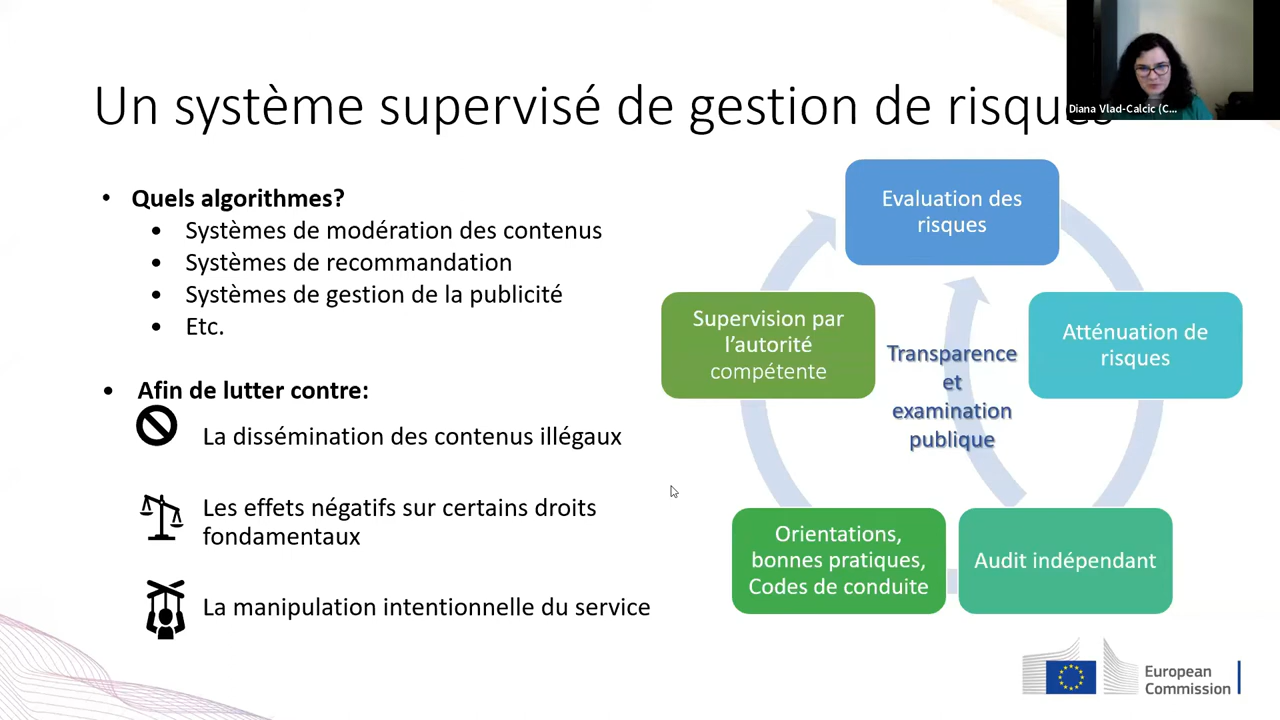 Un système supervisé de gestion de risques
Diana Vlad-Calcic (C...
Quels algorithmes?
Systèmes de modération des contenus
Systèmes de recommandation
Systèmes de gestion de la publicité
Etc.
Afin de lutter contre:
La dissémination des contenus illégaux
Les effets négatifs sur certains droits
fondamentaux
La manipulation intentionnelle du service
Evaluation des
risques
Supervision par
l'autorité
compétente
Transparence
et
examination
publique
Atténuation de
risques
Orientations,
bonnes pratiques,
Codes de conduite
Audit indépendant
European
Commission